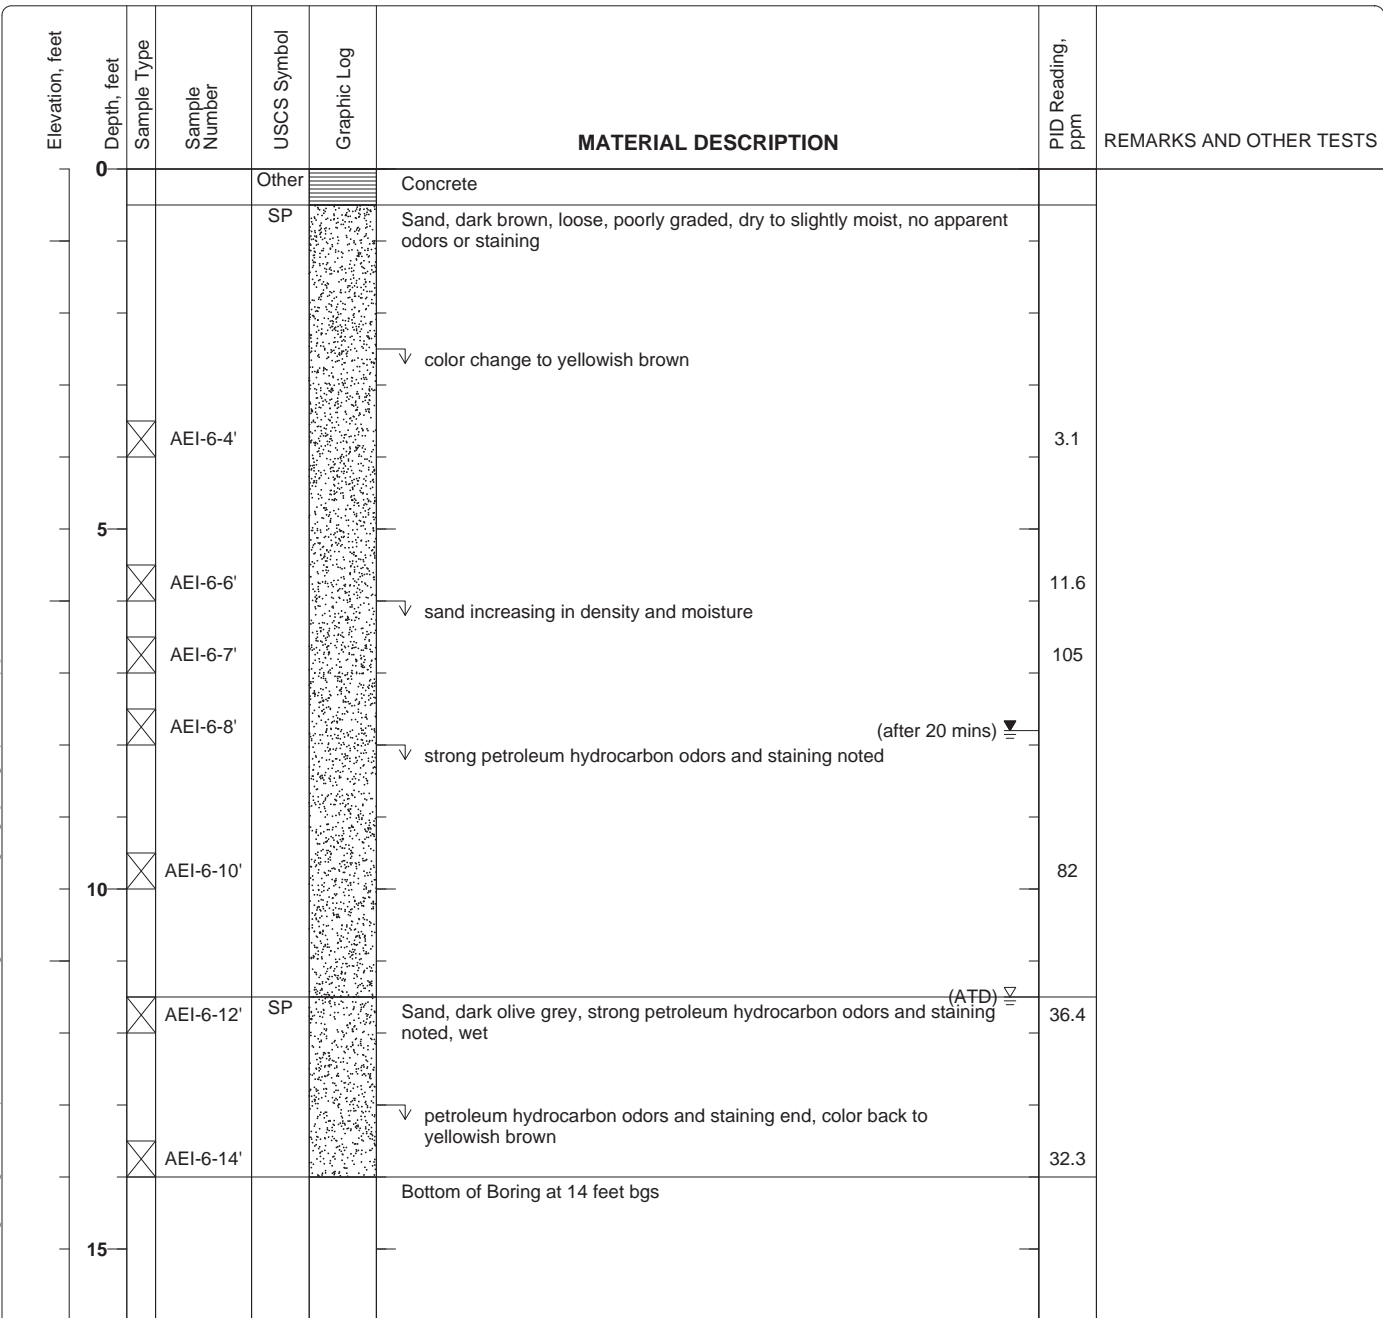 Elevation, feet
Depth, feet
Sample Type
Sample
Number
USCS Symbol
Graphic Log
MATERIAL DESCRIPTION
PID Reading,
ppm
REMARKS AND OTHER TESTS
0
Other
Concrete
SP
Sand, dark brown, loose, poorly graded, dry to slightly moist, no apparent
odors or staining
color change to yellowish brown
AEI-6-4'
3.1
5
AEI-6-6'
11.6
sand increasing in density and moisture
AEI-6-7'
105
AEI-6-8'
(after 20 mins)
strong petroleum hydrocarbon odors and staining noted
AEI-6-10'
82
10
(ATD)
AEI-6-12'
SP
Sand, dark olive grey, strong petroleum hydrocarbon odors and staining
noted, wet
36.4
petroleum hydrocarbon odors and staining end, color back to
yellowish brown
AEI-6-14'
32.3
Bottom of Boring at 14 feet bgs
15